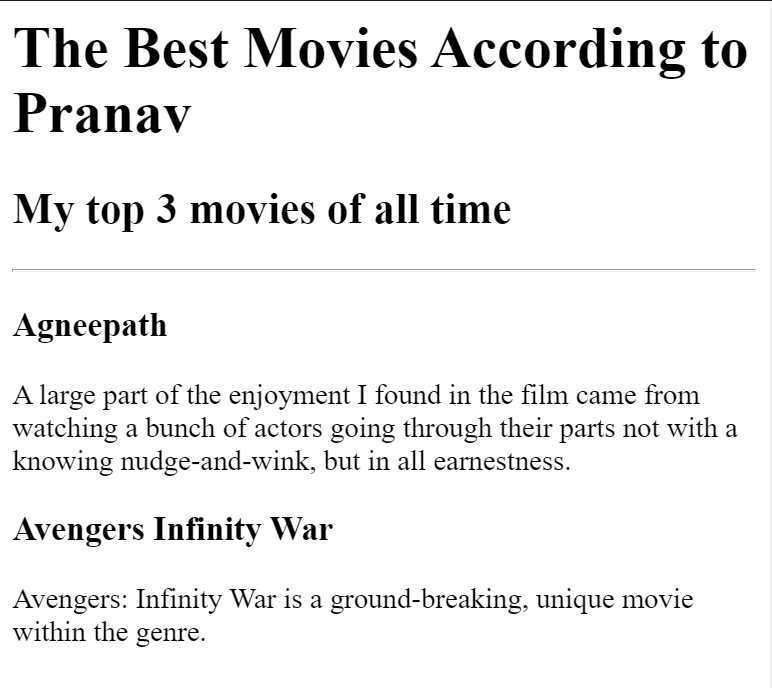 The Best Movies According to
Pranav
My top 3 movies of all time
Agneepath
A large part of the enjoyment I found in the film came from
watching a bunch of actors going through their parts not with a
knowing nudge-and-wink, but in all earnestness.
Avengers Infinity War
Avengers: Infinity War is a ground-breaking, unique movie
within the genre.